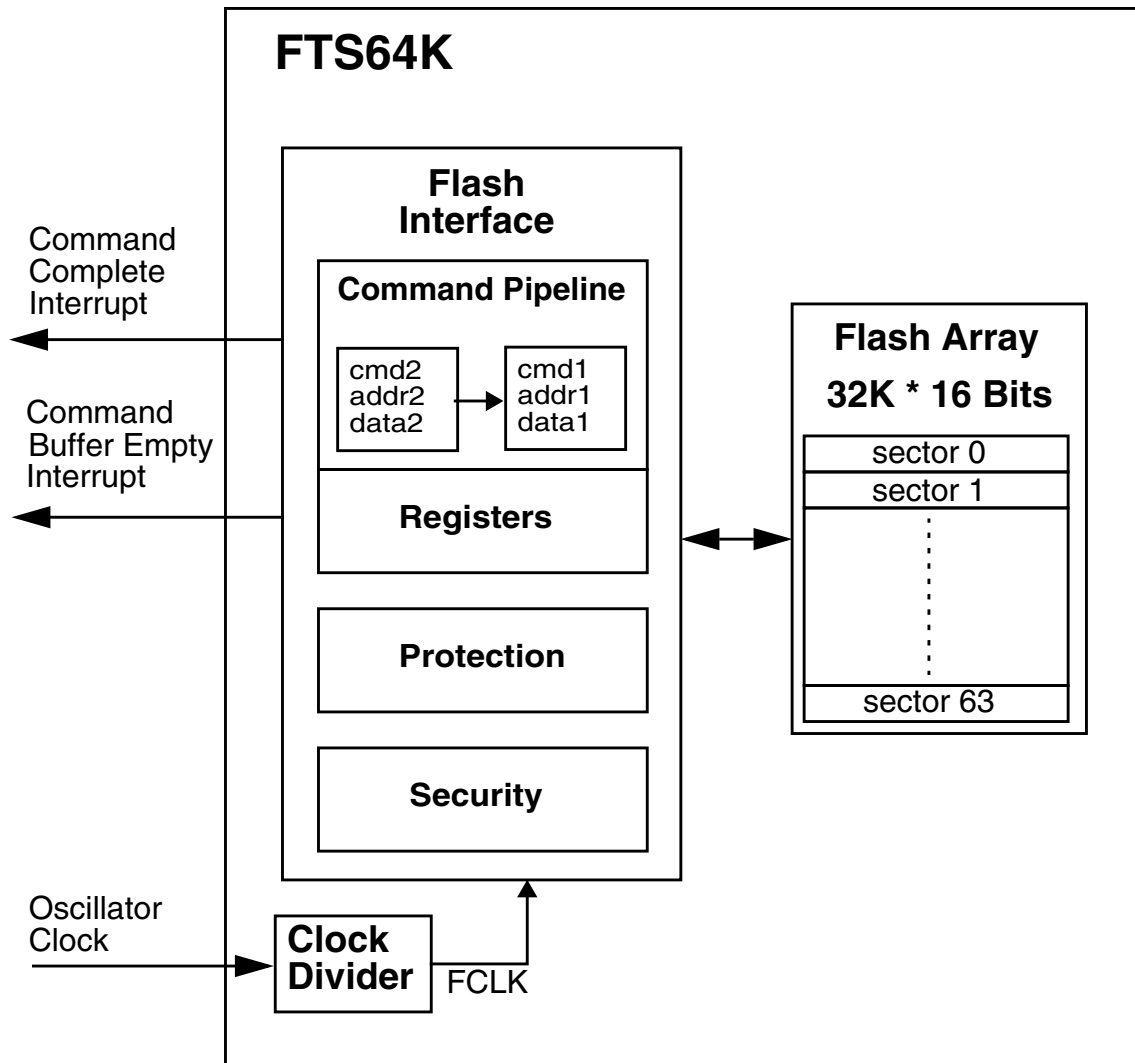 FTS64K
Flash
Interface
Command
Complete
Interrupt
Command Pipeline
cmd2
addr2
data2
cmd1
addr1
data1
Flash Array
32K * 16 Bits
sector 0
sector 1
sector 63
Command
Buffer Empty
Interrupt
Registers
Protection
Security
Oscillator
Clock
Clock
Divider
FCLK